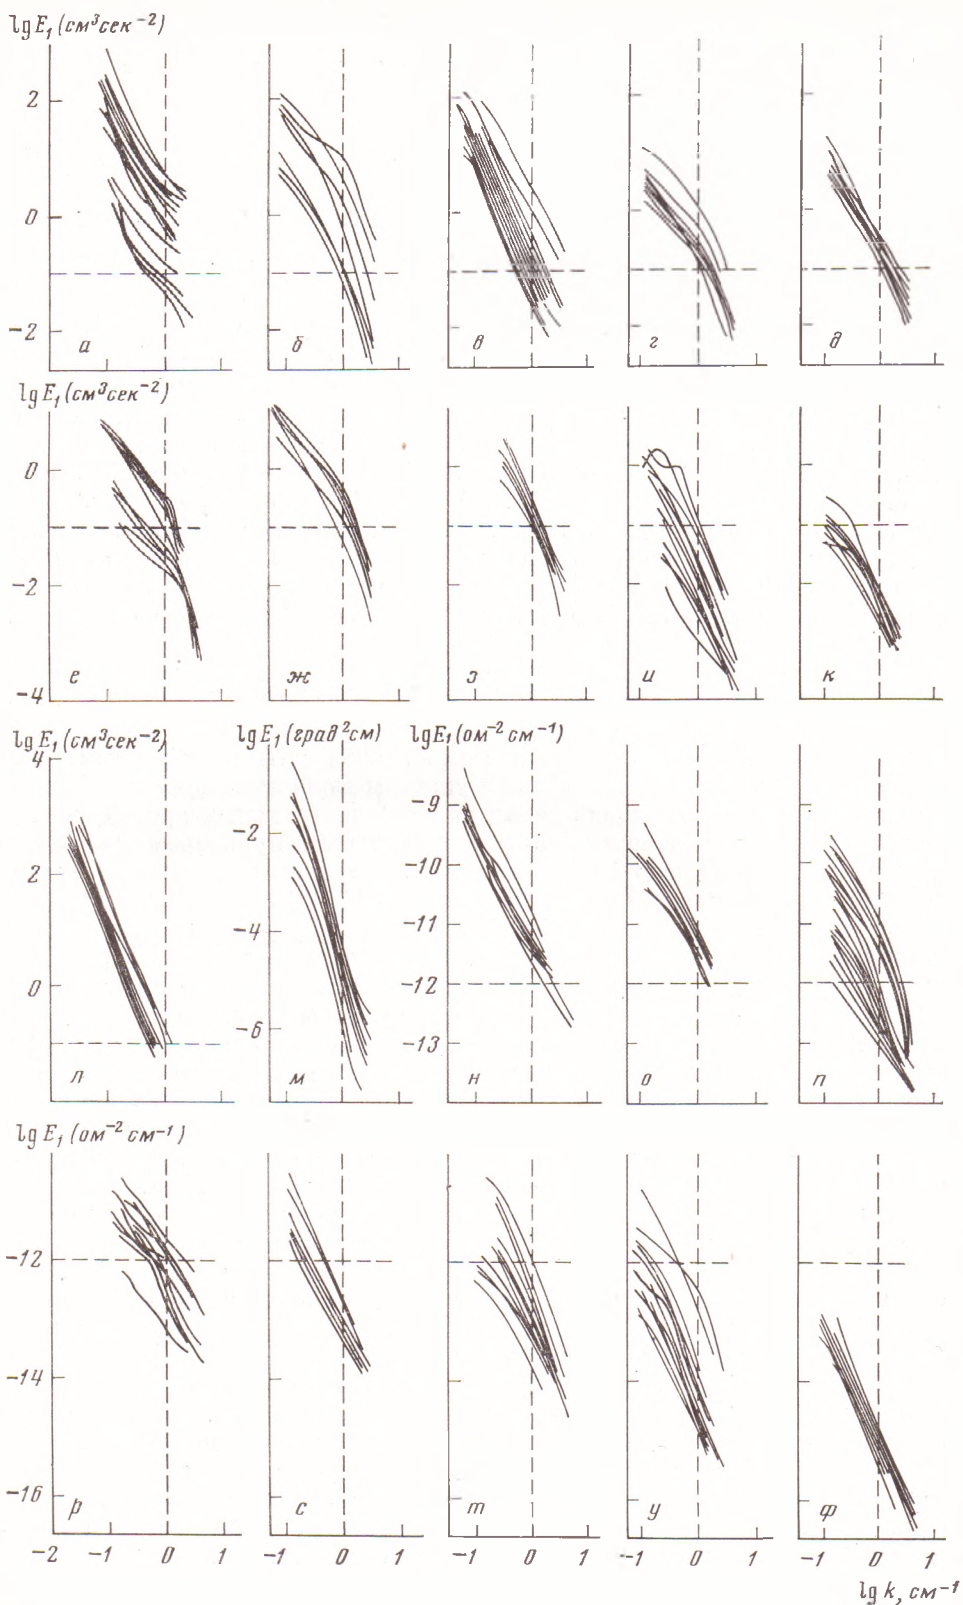 lg E₁ (см³сек⁻²)
2
0
−2
а
б
в
г
д
lg E₁ (см³сек⁻²)
0
−2
−4
е
ж
з
и
к
lg E₁ (см³сек⁻²)
lg E₁ (град²см)
lg E₁ (ом⁻² см⁻¹)
4
2
0
−2
−4
−6
−9
−10
−11
−12
−13
л
м
н
о
п
lg E₁ (ом⁻² см⁻¹)
−12
−14
−16
р
с
т
у
ф
−2 −1 0 1
−1 0 1
−1 0 1
−1 0 1
−1 0 1
lg k, см⁻¹